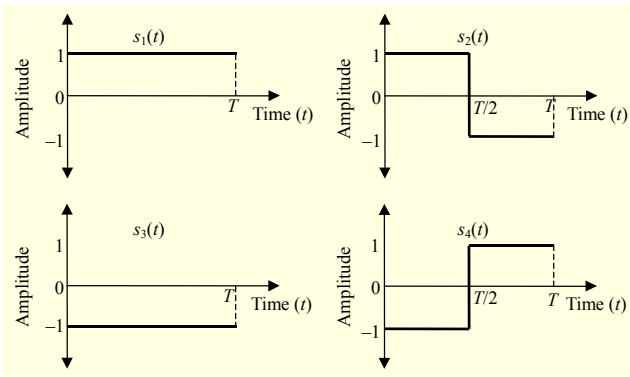 s1(t)
1
0
–1
Amplitude
T
Time (t)
s2(t)
1
0
–1
Amplitude
T/2
T
Time (t)
s3(t)
1
0
–1
Amplitude
T
Time (t)
s4(t)
1
0
–1
Amplitude
T/2
T
Time (t)